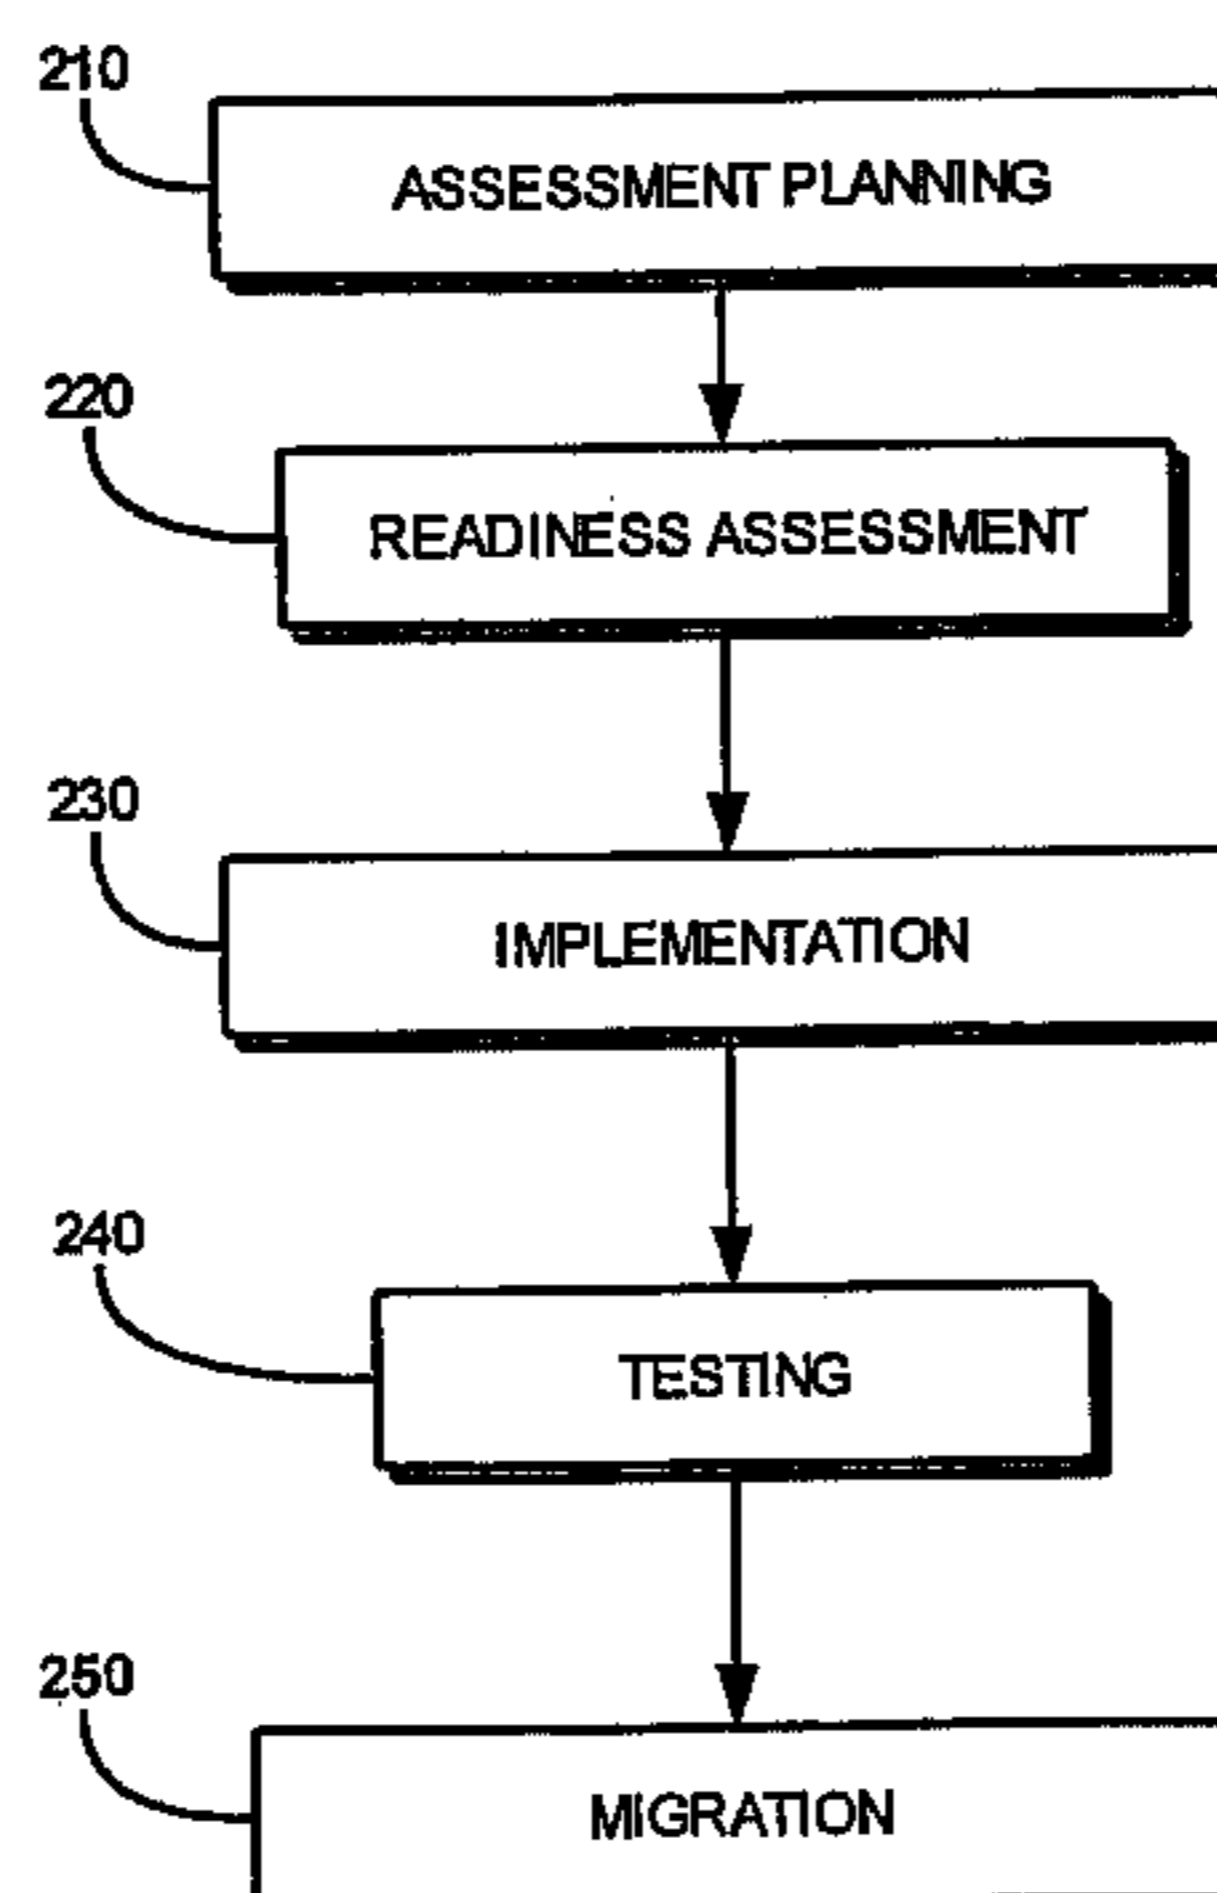 210
ASSESSMENT PLANNING
220
READINESS ASSESSMENT
230
IMPLEMENTATION
240
TESTING
250
MIGRATION